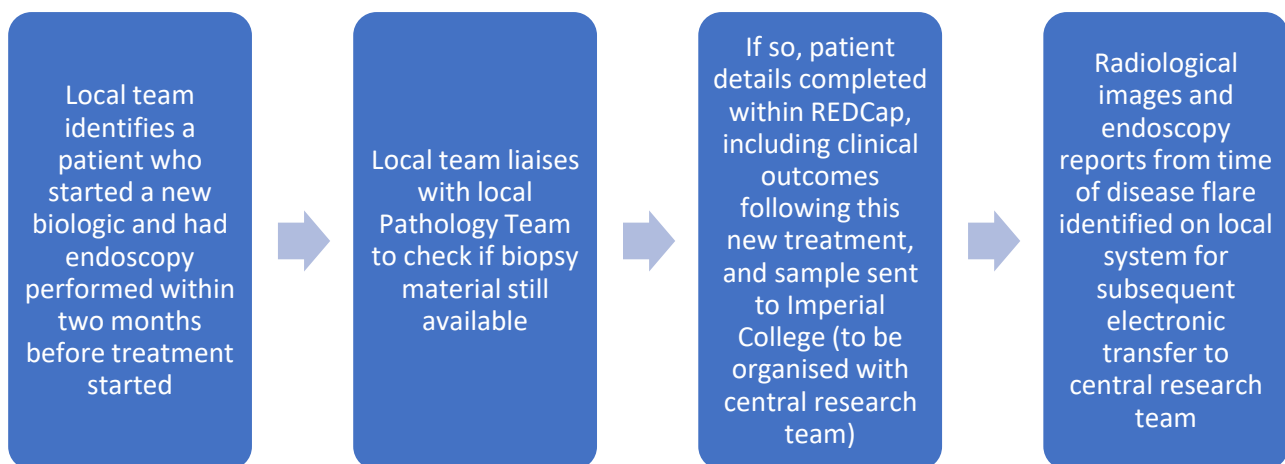 Local team
identifies a
patient who
started a new
biologic and had
endoscopy
performed within
two months
before treatment
started
Local team liaises
with local
Pathology Team
to check if biopsy
material still
available
If so, patient
details completed
within REDCap,
including clinical
outcomes
following this
new treatment,
and sample sent
to Imperial
College (to be
organised with
central research
team)
Radiological
images and
endoscopy
reports from time
of disease flare
identified on local
system for
subsequent
electronic
transfer to
central research
team